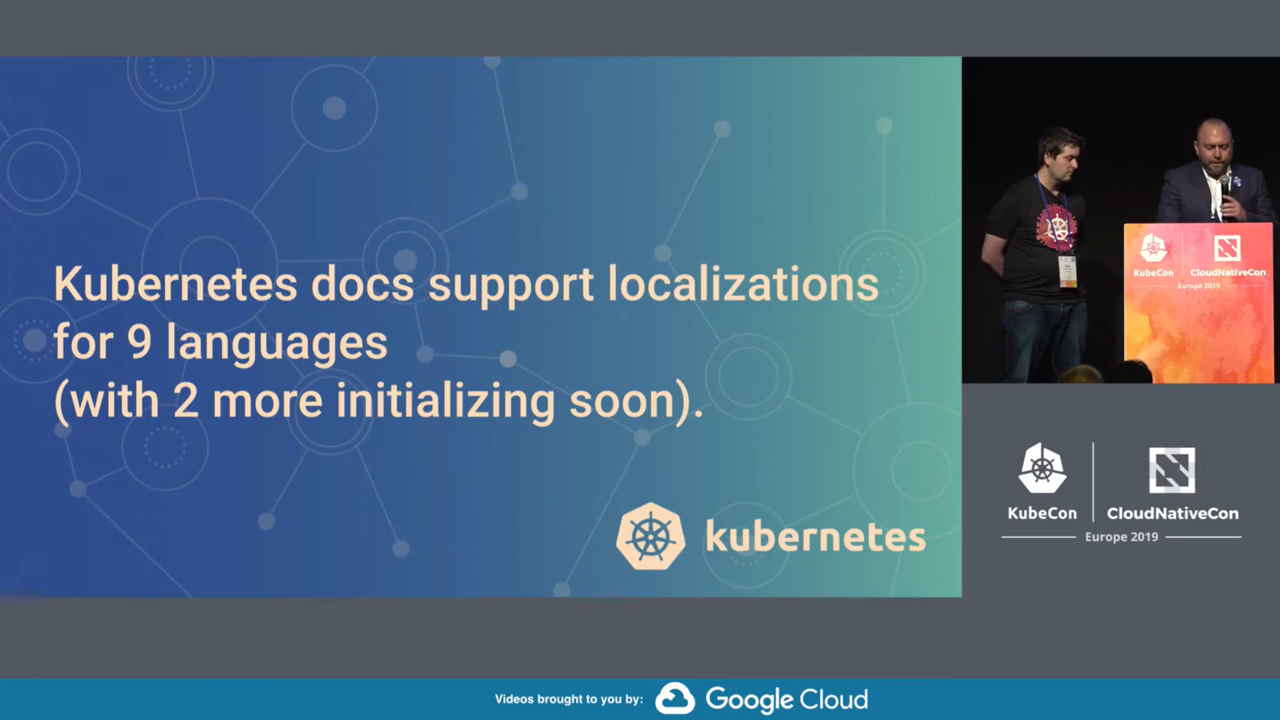 Kubernetes docs support localizations
for 9 languages
(with 2 more initializing soon).
kubernetes
KubeCon
CloudNativeCon
Europe 2019
KubeCon
CloudNativeCon
Europe 2019
Videos brought to you by:
Google Cloud